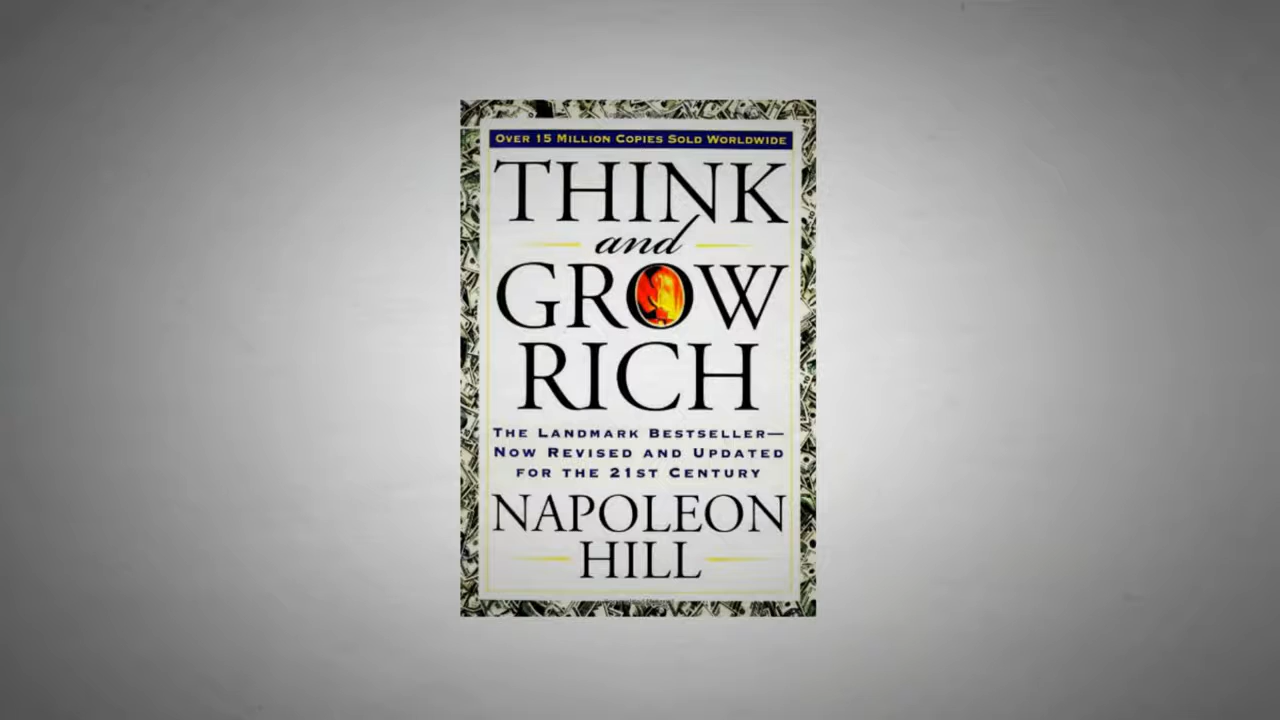 OVER 15 MILLION COPIES SOLD WORLDWIDE
THINK
and
GROW
RICH
THE LANDMARK BESTSELLER—
NOW REVISED AND UPDATED
FOR THE 21ST CENTURY
NAPOLEON
HILL